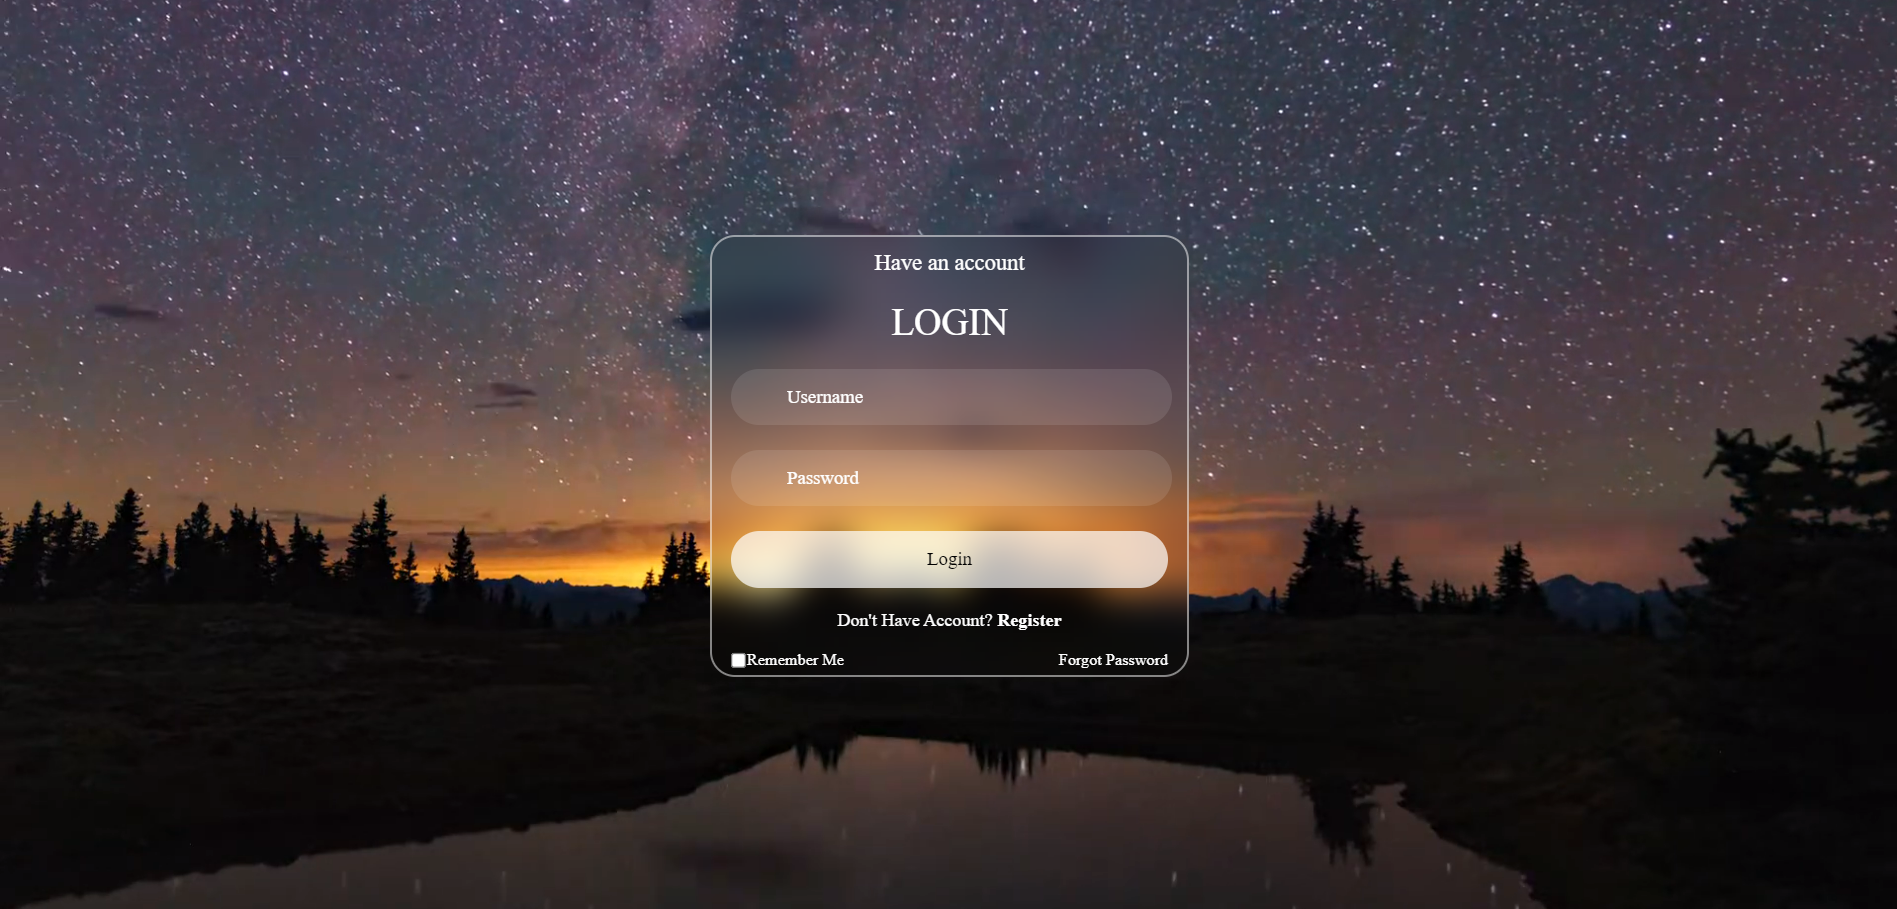 Have an account
LOGIN
Username
Password
Login
Don't Have Account? Register
Remember Me Forgot Password